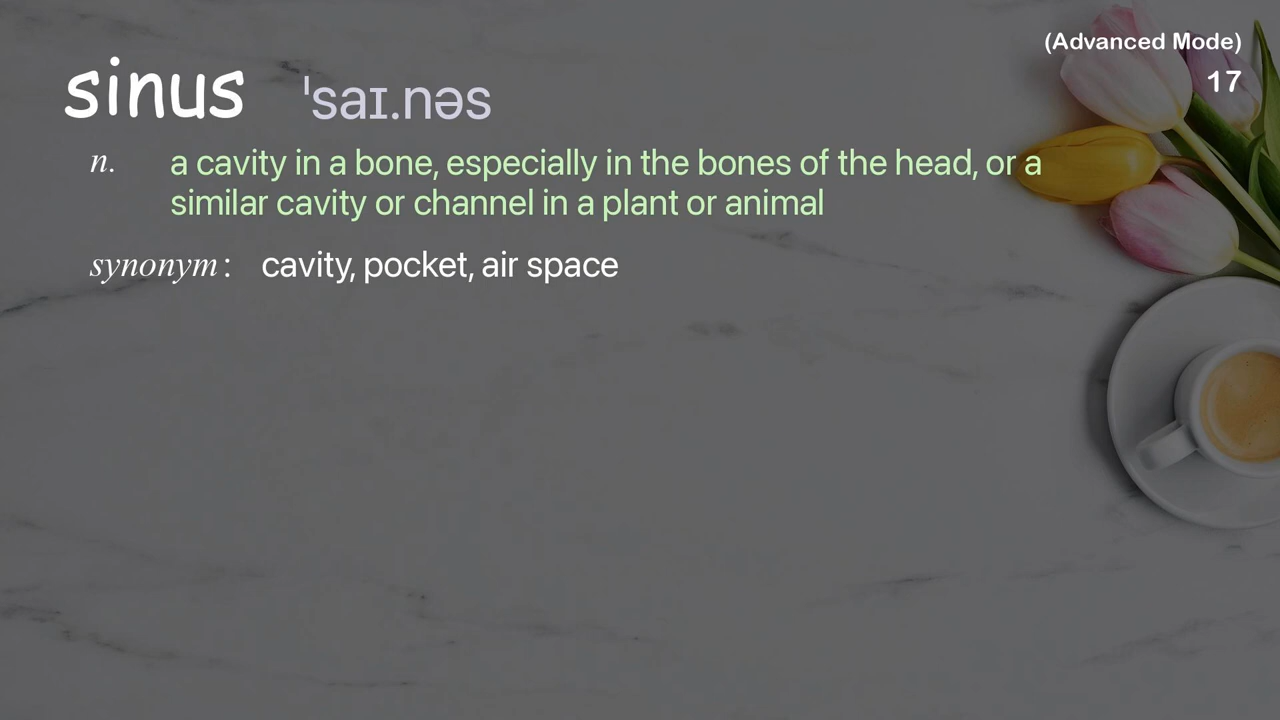 (Advanced Mode)
17
sinus ˈsaɪ.nəs
n. a cavity in a bone, especially in the bones of the head, or a
similar cavity or channel in a plant or animal
synonym: cavity, pocket, air space